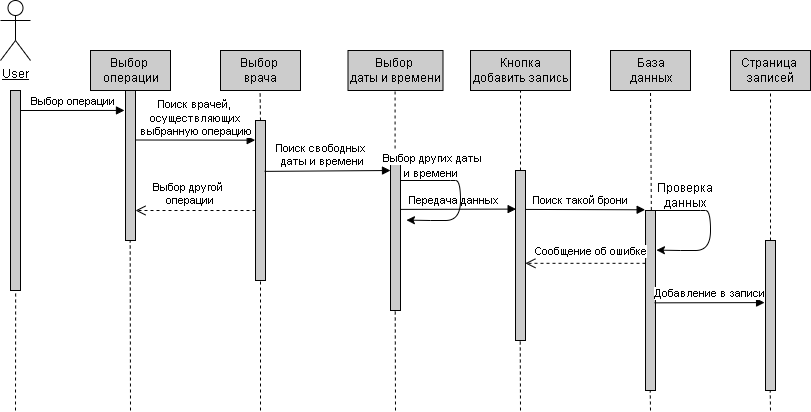 User
Выбор
операции
Выбор
врача
Выбор
даты и времени
Кнопка
добавить запись
База
данных
Страница
записей
Выбор операции
Поиск врачей,
осуществляющих
выбранную операцию
Поиск свободных
даты и времени
Выбор других даты
и времени
Выбор другой
операции
Передача данных
Поиск такой брони
Проверка
данных
Сообщение об ошибке
Добавление в записи